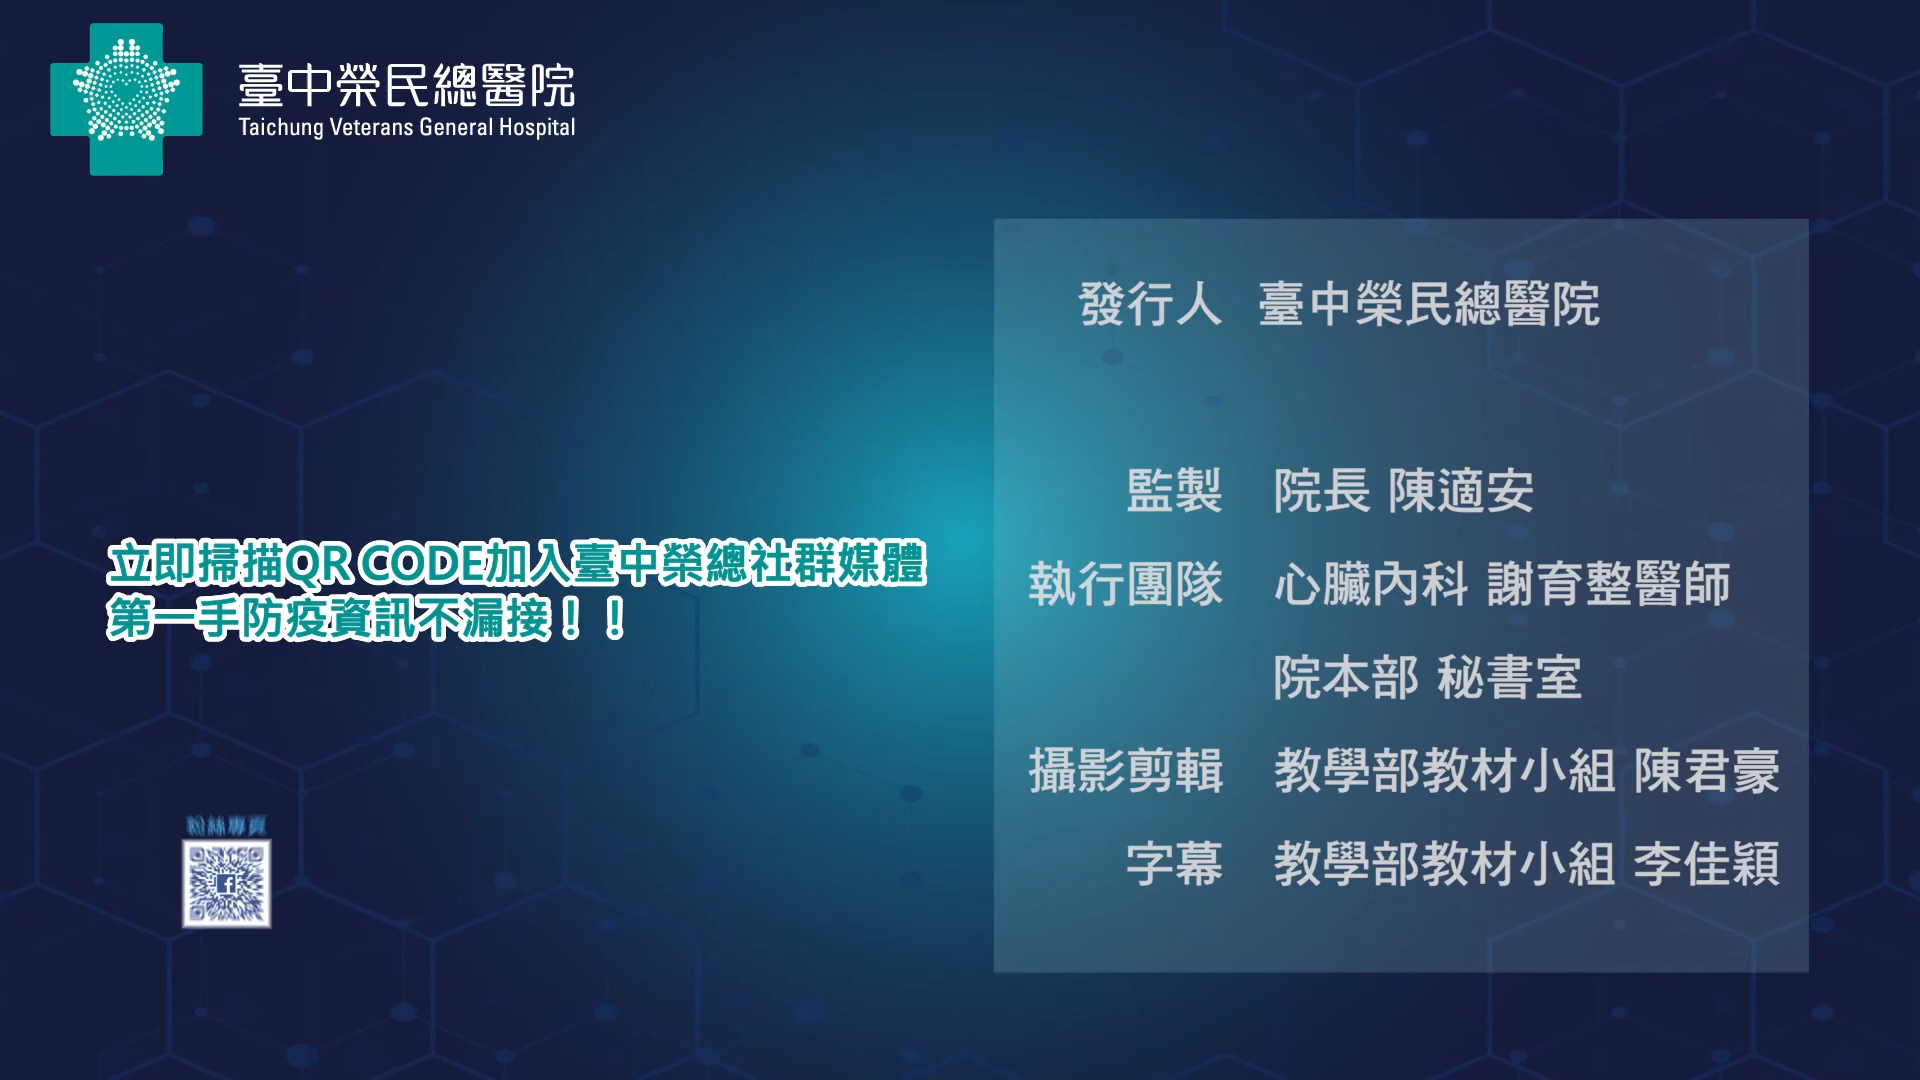 臺中榮民總醫院
Taichung Veterans General Hospital
立即掃描QR CODE加入臺中榮總社群媒體
第一手防疫資訊不漏接！！
粉絲專頁
發行人 臺中榮民總醫院
監製 院長 陳適安
執行團隊 心臟內科 謝育整醫師
院本部 秘書室
攝影剪輯 教學部教材小組 陳君豪
字幕 教學部教材小組 李佳穎